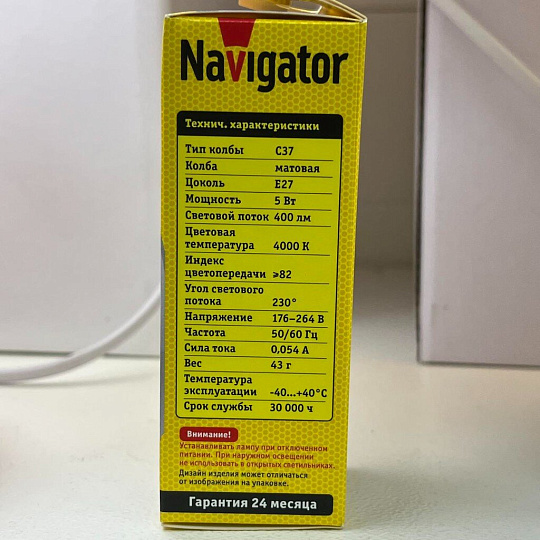 Navigator
Технич. характеристики
Тип колбы C37
Колба матовая
Цоколь E27
Мощность 5 Вт
Световой поток 400 лм
Цветовая
температура 4000 К
Индекс
цветопередачи ⩾82
Угол светового
потока 230°
Напряжение 176–264 В
Частота 50/60 Гц
Сила тока 0,054 А
Вес 43 г
Температура
эксплуатации -40...+40°C
Срок службы 30 000 ч
Внимание!
Устанавливать лампу при отключенном
питании. При наружном освещении
не использовать в открытых светильниках.
Дизайн изделия может отличаться
от изображения на упаковке.
Гарантия 24 месяца